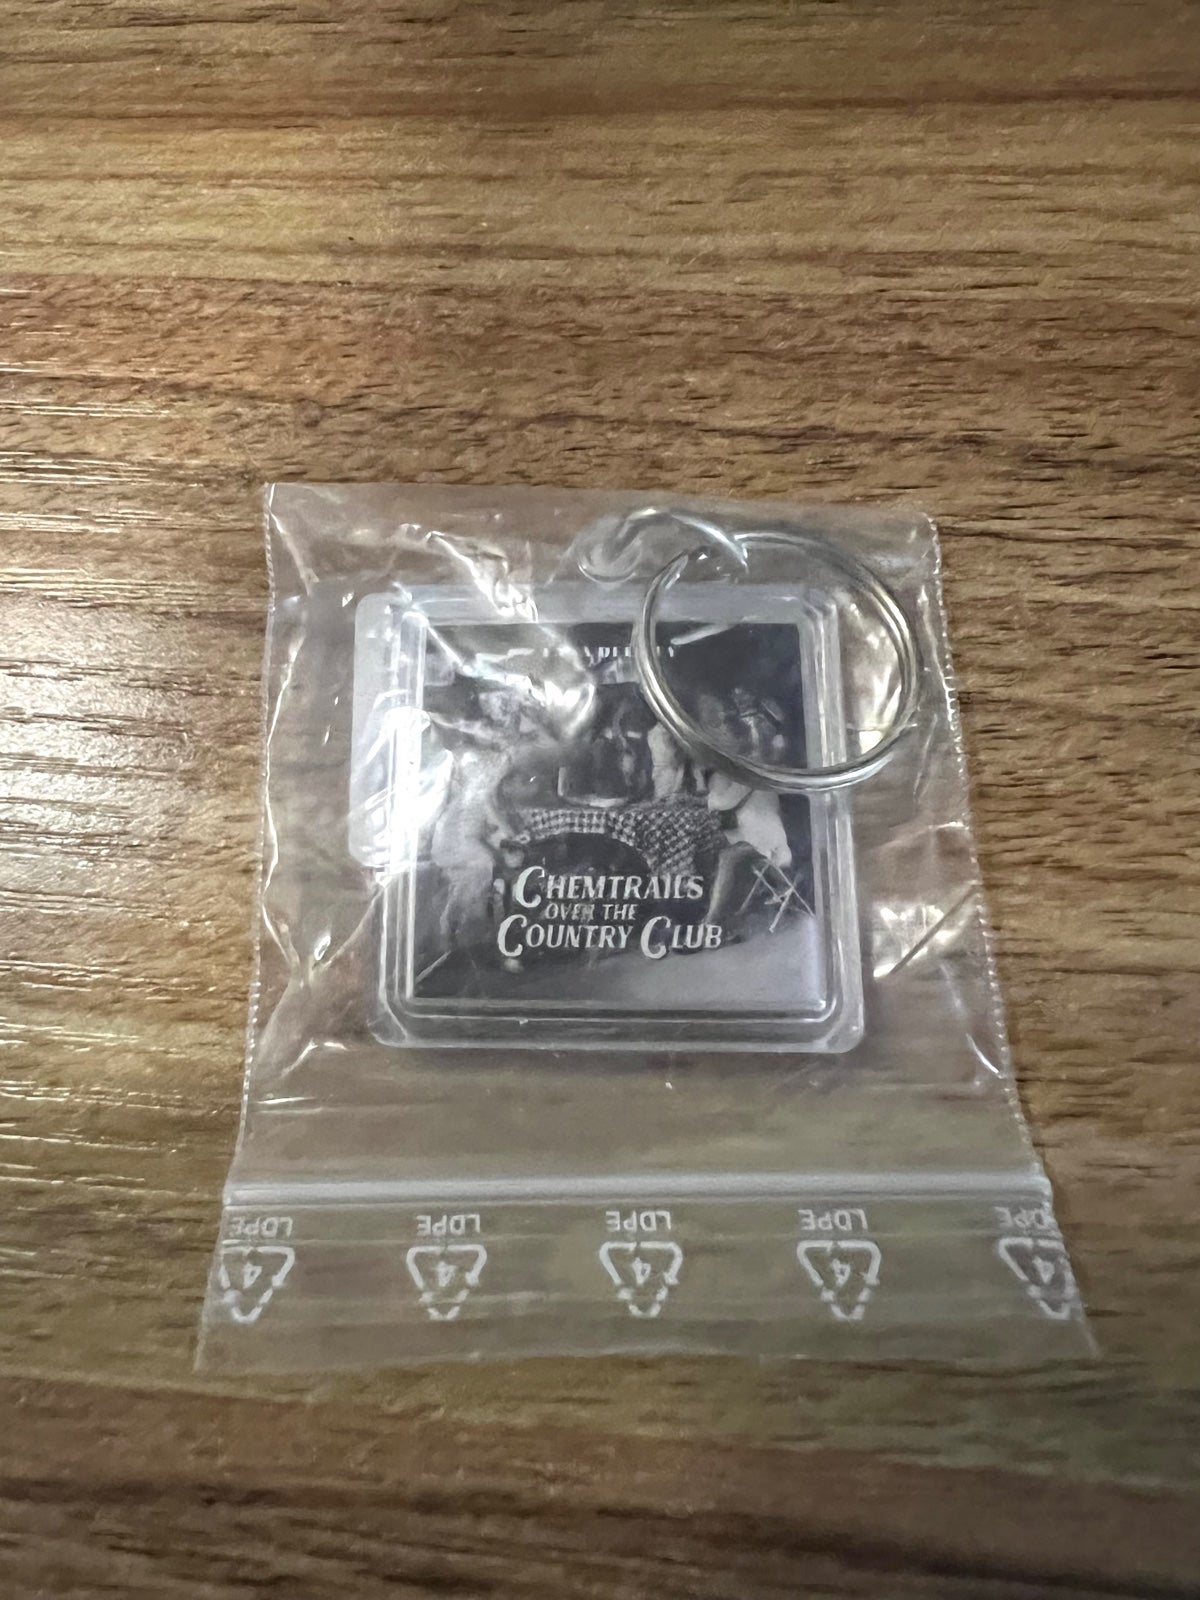 CHEMTRAILS
OVER THE
COUNTRY CLUB
LDPE LDPE LDPE LDPE LDPE
4 4 4 4 4